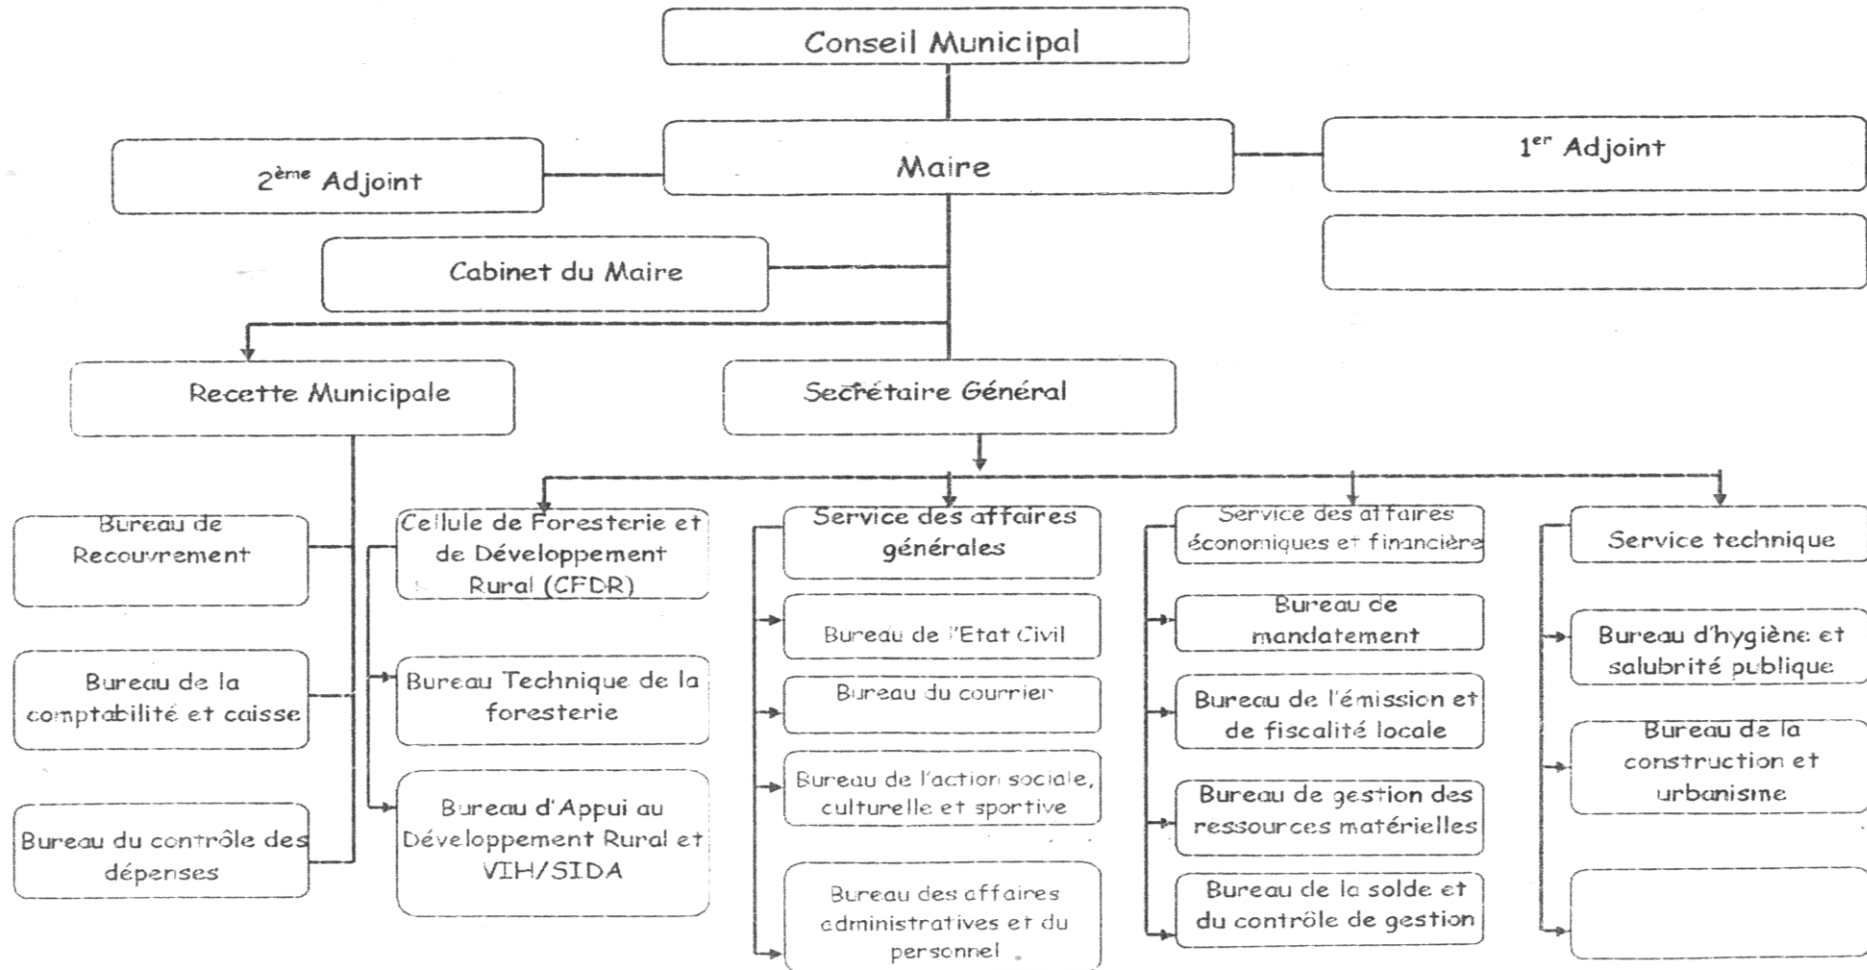 Conseil Municipal
Maire
1er Adjoint
2ème Adjoint
Cabinet du Maire
Recette Municipale
Secrétaire Général
Bureau de
Recouvrement
Bureau de la
comptabilité et caisse
Bureau du contrôle des
dépenses
Cellule de Foresterie et
de Développement
Rural (CFDR)
Bureau Technique de la
foresterie
Bureau d'Appui au
Développement Rural et
VIH/SIDA
Service des affaires
générales
Bureau de l'Etat Civil
Bureau du courrier
Bureau de l'action sociale,
culturelle et sportive
Bureau des affaires
administratives et du
personnel
Service des affaires
économiques et financière
Bureau de
mandatement
Bureau de l'émission et
de fiscalité locale
Bureau de gestion des
ressources matérielles
Bureau de la solde et
du contrôle de gestion
Service technique
Bureau d'hygiène et
salubrité publique
Bureau de la
construction et
urbanisme